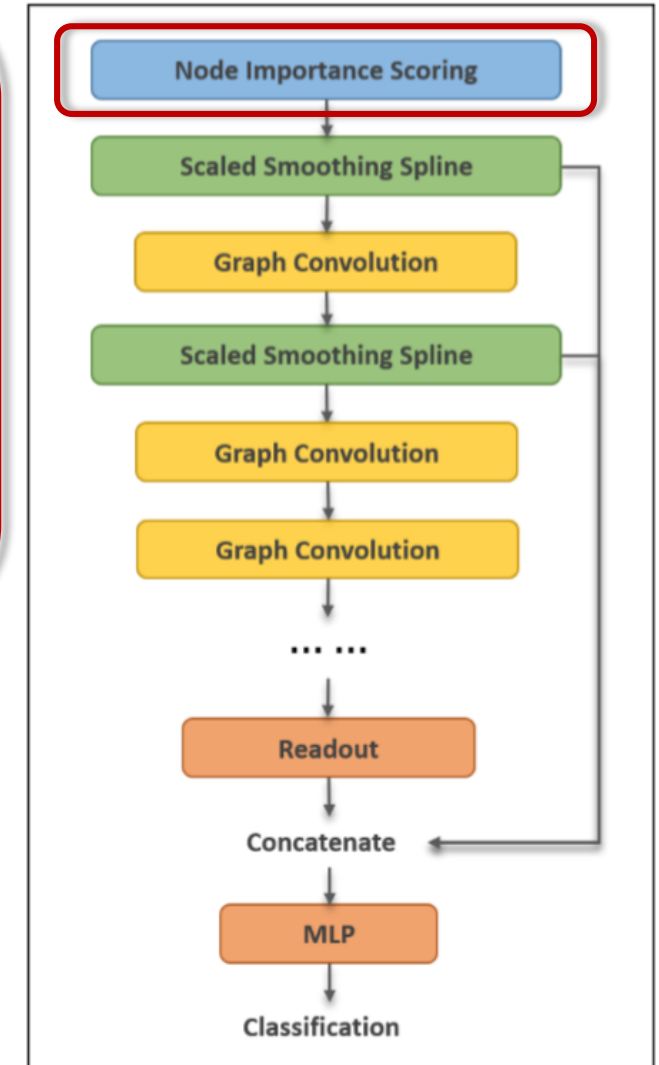 Node Importance Scoring
Scaled Smoothing Spline
Graph Convolution
Scaled Smoothing Spline
Graph Convolution
Graph Convolution
... ...
Readout
Concatenate
MLP
Classification